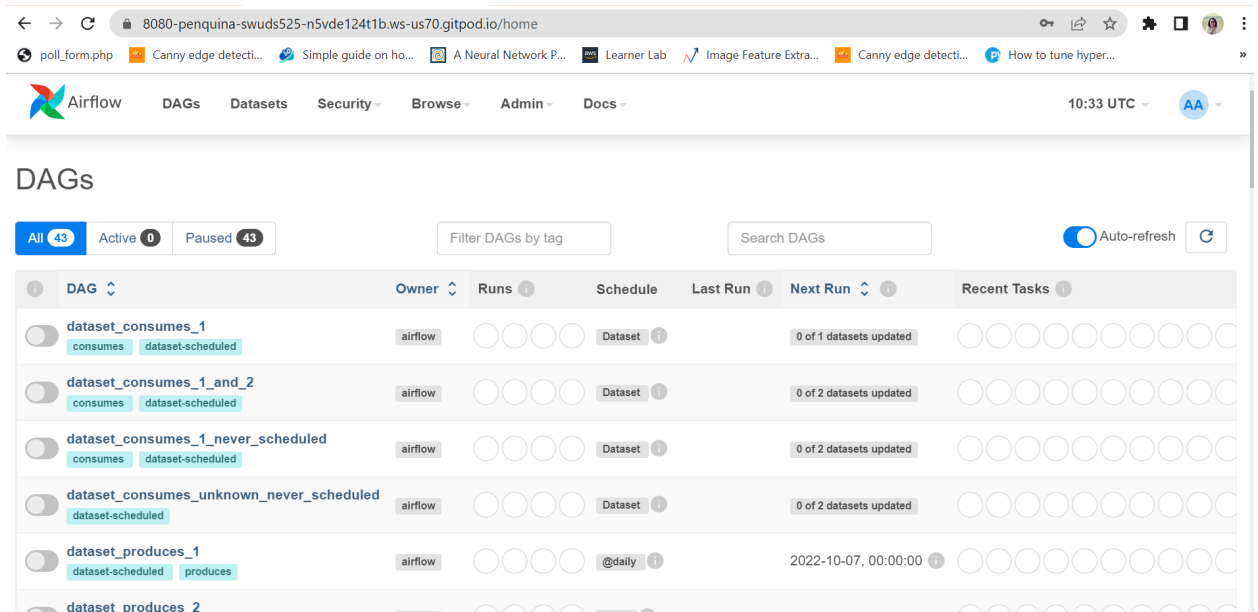 8080-penquina-swuds525-n5vde124t1b.ws-us70.gitpod.io/home
poll_form.php Canny edge detecti... Simple guide on ho... A Neural Network P... aws Learner Lab Image Feature Extra... Canny edge detecti... How to tune hyper... »
Airflow DAGs Datasets Security Browse Admin Docs 10:33 UTC AA
DAGs
All 43 Active 0 Paused 43 Filter DAGs by tag Search DAGs Auto-refresh
i DAG Owner Runs i Schedule Last Run i Next Run i Recent Tasks i
dataset_consumes_1
airflow Dataset i 0 of 1 datasets updated
consumes dataset-scheduled
dataset_consumes_1_and_2
airflow Dataset i 0 of 2 datasets updated
consumes dataset-scheduled
dataset_consumes_1_never_scheduled
airflow Dataset i 0 of 2 datasets updated
consumes dataset-scheduled
dataset_consumes_unknown_never_scheduled
airflow Dataset i 0 of 2 datasets updated
dataset-scheduled
dataset_produces_1
airflow @daily i 2022-10-07, 00:00:00 i
dataset-scheduled produces
dataset_produces_2